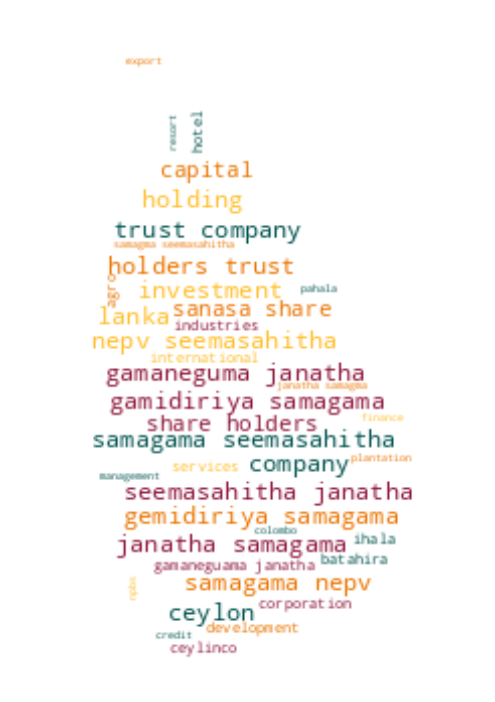 export
resort
hotel
capital
holding
trust company
samagma seemasahitha
holders trust
agro
investment
pahala
lanka
sanasa share
industries
nepv seemasahitha
international
gamaneguma janatha
janatha samagma
gamidiriya samagama
share holders
finance
samagama seemasahitha
services
company
plantation
management
seemasahitha janatha
gemidiriya samagama
colombo
janatha samagama
ihala
gamaneguama janatha
batahira
npbs
samagama nepv
ceylon
corporation
credit
development
ceylinco